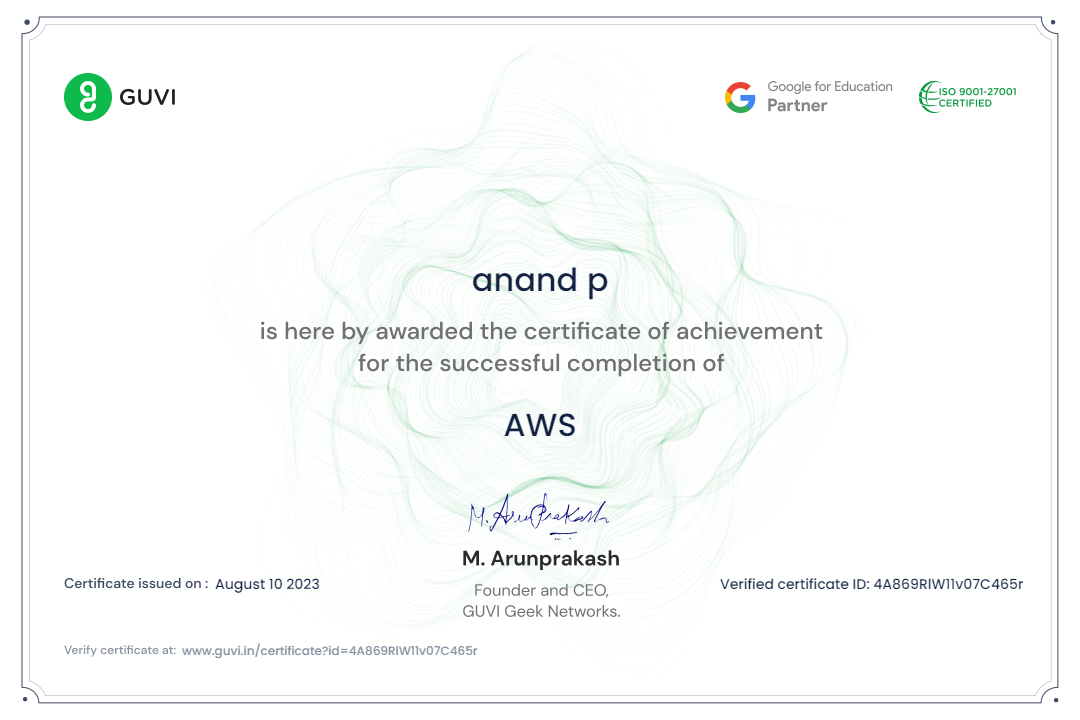 GUVI
Google for Education
Partner
ISO 9001-27001
CERTIFIED
anand p
is here by awarded the certificate of achievement
for the successful completion of
AWS
M. Arunprakash
M. Arunprakash
Founder and CEO,
GUVI Geek Networks.
Certificate issued on : August 10 2023
Verified certificate ID: 4A869RlW11v07C465r
Verify certificate at: www.guvi.in/certificate?id=4A869RlW11v07C465r